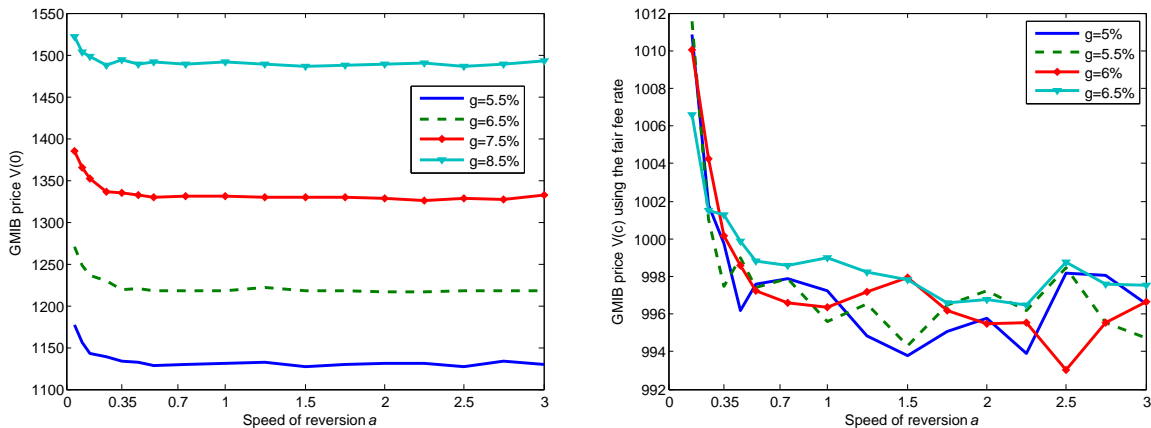 1550
1500
1450
1400
1350
1300
1250
1200
1150
1100
GMIB price V(0)
g=5.5%
g=6.5%
g=7.5%
g=8.5%
0 0.35 0.7 1 1.5 2 2.5 3
Speed of reversion a
1012
1010
1008
1006
1004
1002
1000
998
996
994
992
GMIB price V(c) using the fair fee rate
g=5%
g=5.5%
g=6%
g=6.5%
0 0.35 0.7 1 1.5 2 2.5 3
Speed of reversion a